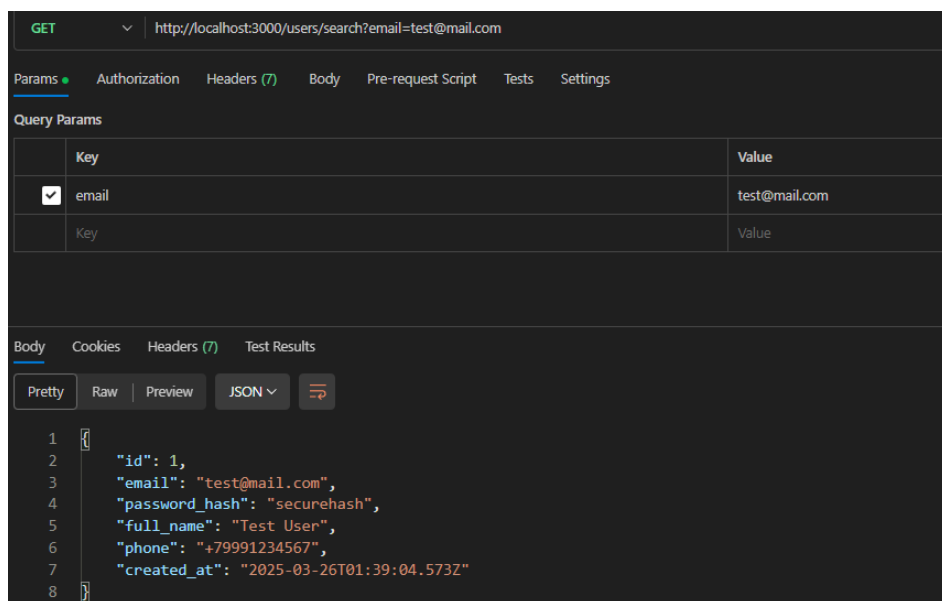 GET http://localhost:3000/users/search?email=test@mail.com
Params Authorization Headers (7) Body Pre-request Script Tests Settings
Query Params
Key Value
email test@mail.com
Key Value
Body Cookies Headers (7) Test Results
Pretty Raw Preview JSON
1 {
2 "id": 1,
3 "email": "test@mail.com",
4 "password_hash": "securehash",
5 "full_name": "Test User",
6 "phone": "+79991234567",
7 "created_at": "2025-03-26T01:39:04.573Z"
8 }